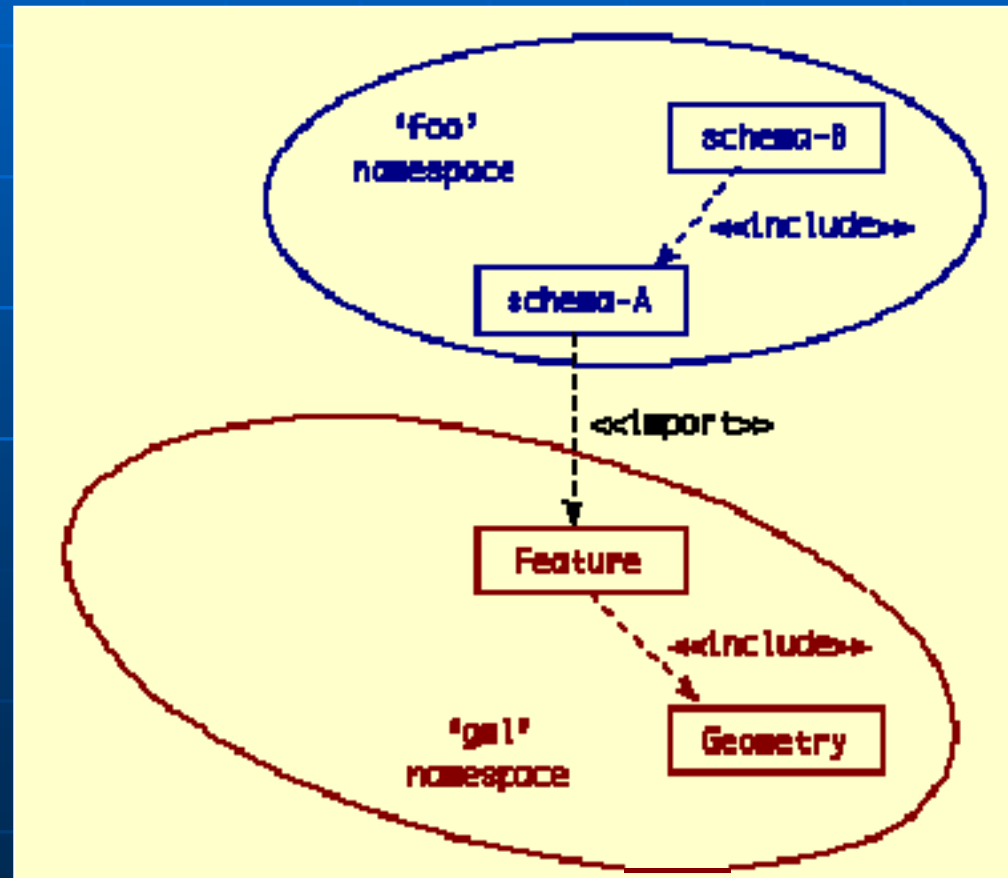 'foo'
namespace
schema-B
<<include>>
schema-A
<<import>>
Feature
<<include>>
Geometry
'gml'
namespace